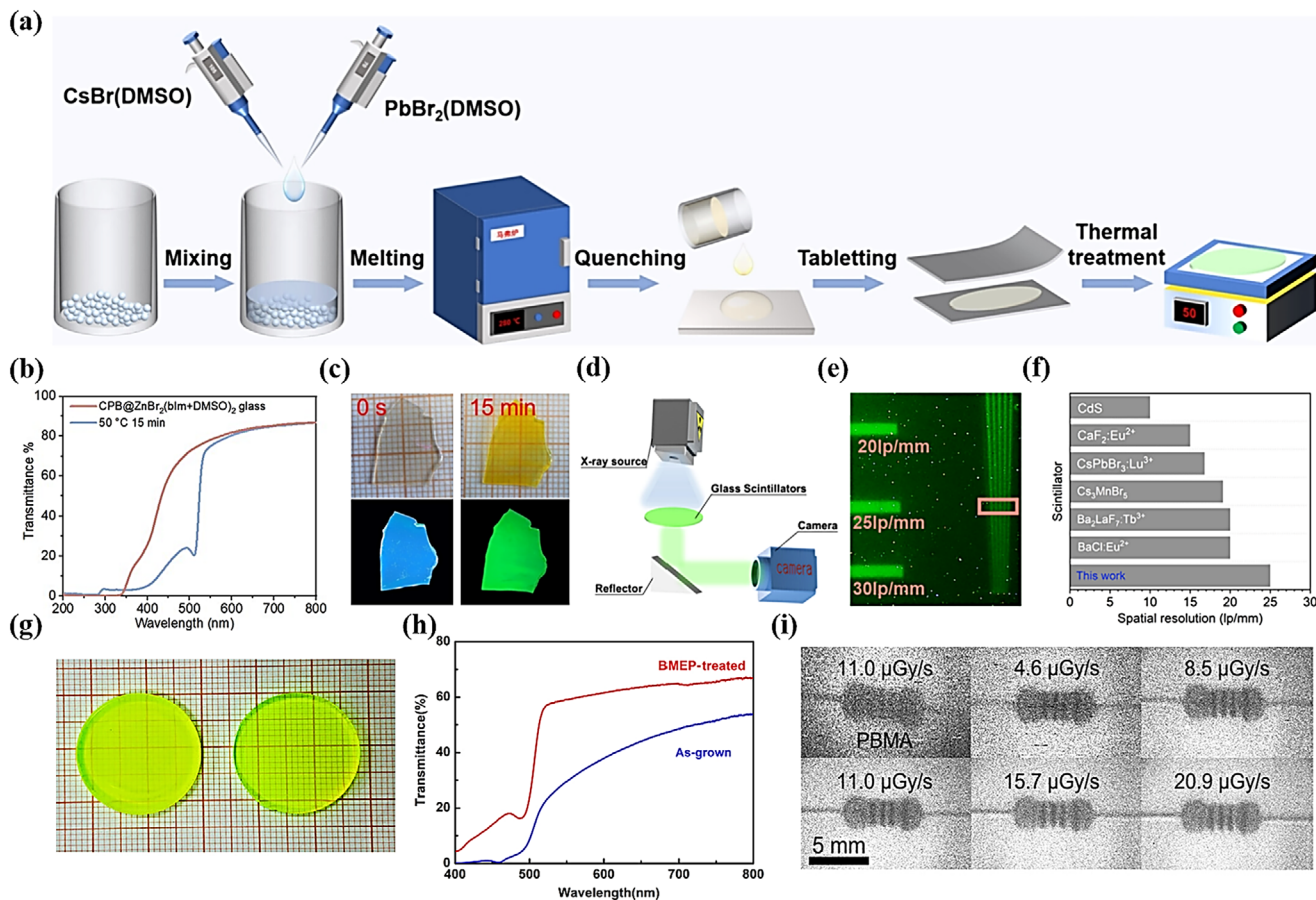 (a)
CsBr(DMSO)
PbBr₂(DMSO)
Mixing
Melting
马弗炉
200 °C
Quenching
Tabletting
Thermal
treatment
50
(b)
100
80
60
40
20
0
Transmittance %
CPB@ZnBr₂(bIm+DMSO)₂ glass
50 °C 15 min
200 300 400 500 600 700 800
Wavelength (nm)
(c)
0 s
15 min
(d)
X-ray source
Glass Scintillators
Camera
camera
Reflector
(e)
20lp/mm
25lp/mm
30lp/mm
(f)
Scintillator
CdS
CaF₂:Eu²⁺
CsPbBr₃:Lu³⁺
Cs₃MnBr₅
Ba₂LaF₇:Tb³⁺
BaCl:Eu²⁺
This work
0 5 10 15 20 25 30
Spatial resolution (lp/mm)
(g)
(h)
80
60
40
20
0
Transmittance(%)
BMEP-treated
As-grown
400 500 600 700 800
Wavelength(nm)
(i)
11.0 µGy/s
4.6 µGy/s
8.5 µGy/s
PBMA
11.0 µGy/s
15.7 µGy/s
20.9 µGy/s
5 mm